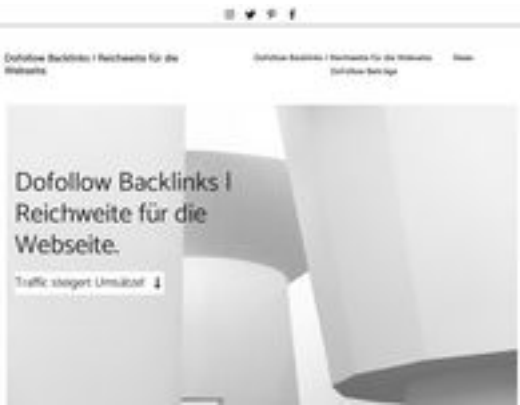 Dofollow Backlinks I Reichweite für die
Webseite.
Dofollow Backlinks I Reichweite für die Webseite.
Dofollow Beiträge
Dofollow Backlinks I
Reichweite für die
Webseite.
Traffic steigert Umsätze!